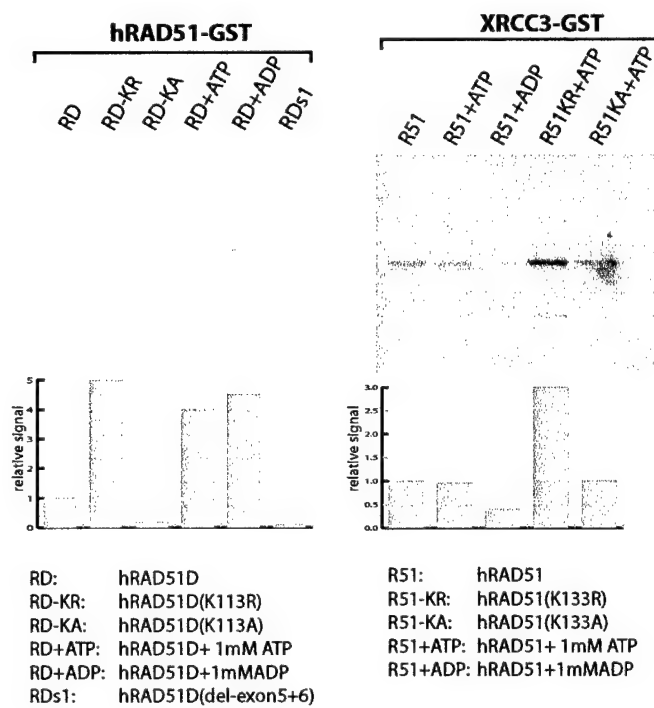 hRAD51-GST
RD RD-KR RD-KA RD+ATP RD+ADP RDs1
relative signal
5
4
3
2
1
0
RD: hRAD51D
RD-KR: hRAD51D(K113R)
RD-KA: hRAD51D(K113A)
RD+ATP: hRAD51D+ 1mM ATP
RD+ADP: hRAD51D+1mMADP
RDs1: hRAD51D(del-exon5+6)
XRCC3-GST
R51 R51+ATP R51+ADP R51KR+ATP R51KA+ATP
relative signal
3.0
2.5
2.0
1.5
1.0
0.5
0.0
R51: hRAD51
R51-KR: hRAD51(K133R)
R51-KA: hRAD51(K133A)
R51+ATP: hRAD51+ 1mM ATP
R51+ADP: hRAD51+1mMADP